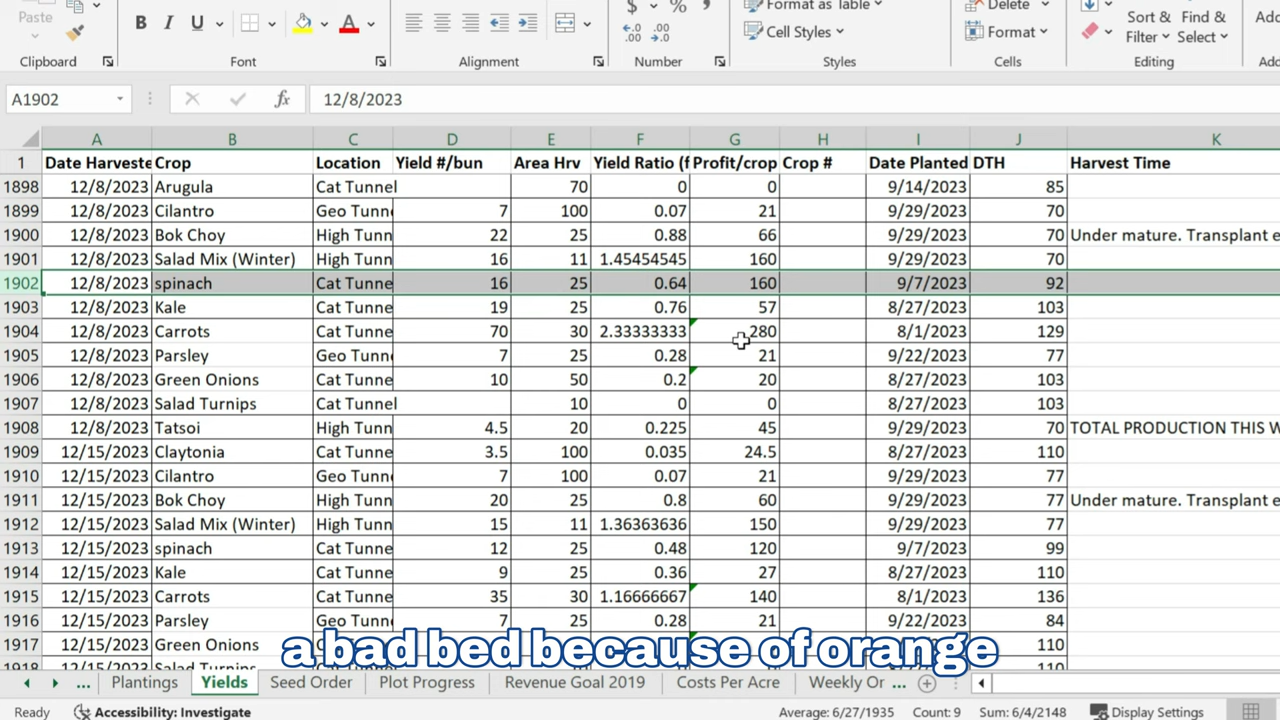 Paste
B I U A
$ % 9
Format as Table
Cell Styles
Delete
Format
Sort & Find &
Filter Select
Clipboard Font Alignment Number Styles Cells Editing
A1902 fx 12/8/2023
A B C D E F G H I J K
1 Date Harveste Crop Location Yield #/bun Area Hrv Yield Ratio (f Profit/crop Crop # Date Planted DTH Harvest Time
1898 12/8/2023 Arugula Cat Tunnel 70 0 0 9/14/2023 85
1899 12/8/2023 Cilantro Geo Tunn 7 100 0.07 21 9/29/2023 70
1900 12/8/2023 Bok Choy High Tunn 22 25 0.88 66 9/29/2023 70 Under mature. Transplant e
1901 12/8/2023 Salad Mix (Winter) High Tunn 16 11 1.45454545 160 9/29/2023 70
1902 12/8/2023 spinach Cat Tunne 16 25 0.64 160 9/7/2023 92
1903 12/8/2023 Kale Cat Tunne 19 25 0.76 57 8/27/2023 103
1904 12/8/2023 Carrots Cat Tunne 70 30 2.33333333 280 8/1/2023 129
1905 12/8/2023 Parsley Geo Tunn 7 25 0.28 21 9/22/2023 77
1906 12/8/2023 Green Onions Cat Tunne 10 50 0.2 20 8/27/2023 103
1907 12/8/2023 Salad Turnips Cat Tunnel 10 0 0 8/27/2023 103
1908 12/8/2023 Tatsoi High Tunn 4.5 20 0.225 45 9/29/2023 70 TOTAL PRODUCTION THIS W
1909 12/15/2023 Claytonia Cat Tunne 3.5 100 0.035 24.5 8/27/2023 110
1910 12/15/2023 Cilantro Geo Tunn 7 100 0.07 21 9/29/2023 77
1911 12/15/2023 Bok Choy High Tunn 20 25 0.8 60 9/29/2023 77 Under mature. Transplant e
1912 12/15/2023 Salad Mix (Winter) High Tunn 15 11 1.36363636 150 9/29/2023 77
1913 12/15/2023 spinach Cat Tunne 12 25 0.48 120 9/7/2023 99
1914 12/15/2023 Kale Cat Tunne 9 25 0.36 27 8/27/2023 110
1915 12/15/2023 Carrots Cat Tunne 35 30 1.16666667 140 8/1/2023 136
1916 12/15/2023 Parsley Geo Tunn 7 25 0.28 21 9/22/2023 84
1917 12/15/2023 Green Onions 110
a bad bed because of orange
... Plantings Yields Seed Order Plot Progress Revenue Goal 2019 Costs Per Acre Weekly Or ...
Ready Accessibility: Investigate Average: 6/27/1935 Count: 9 Sum: 6/4/2148 Display Settings